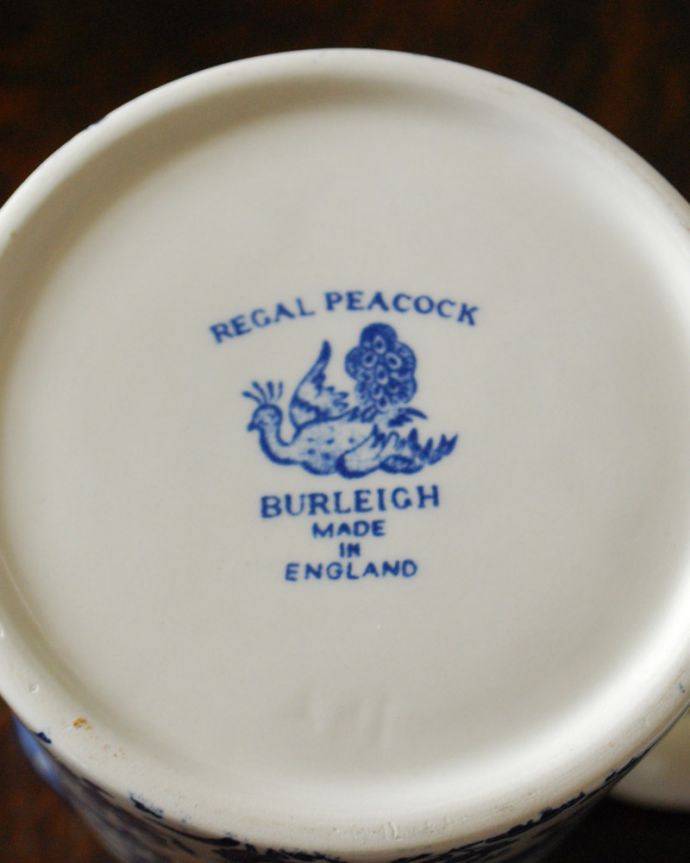 REGAL PEACOCK
BURLEIGH
MADE
IN
ENGLAND